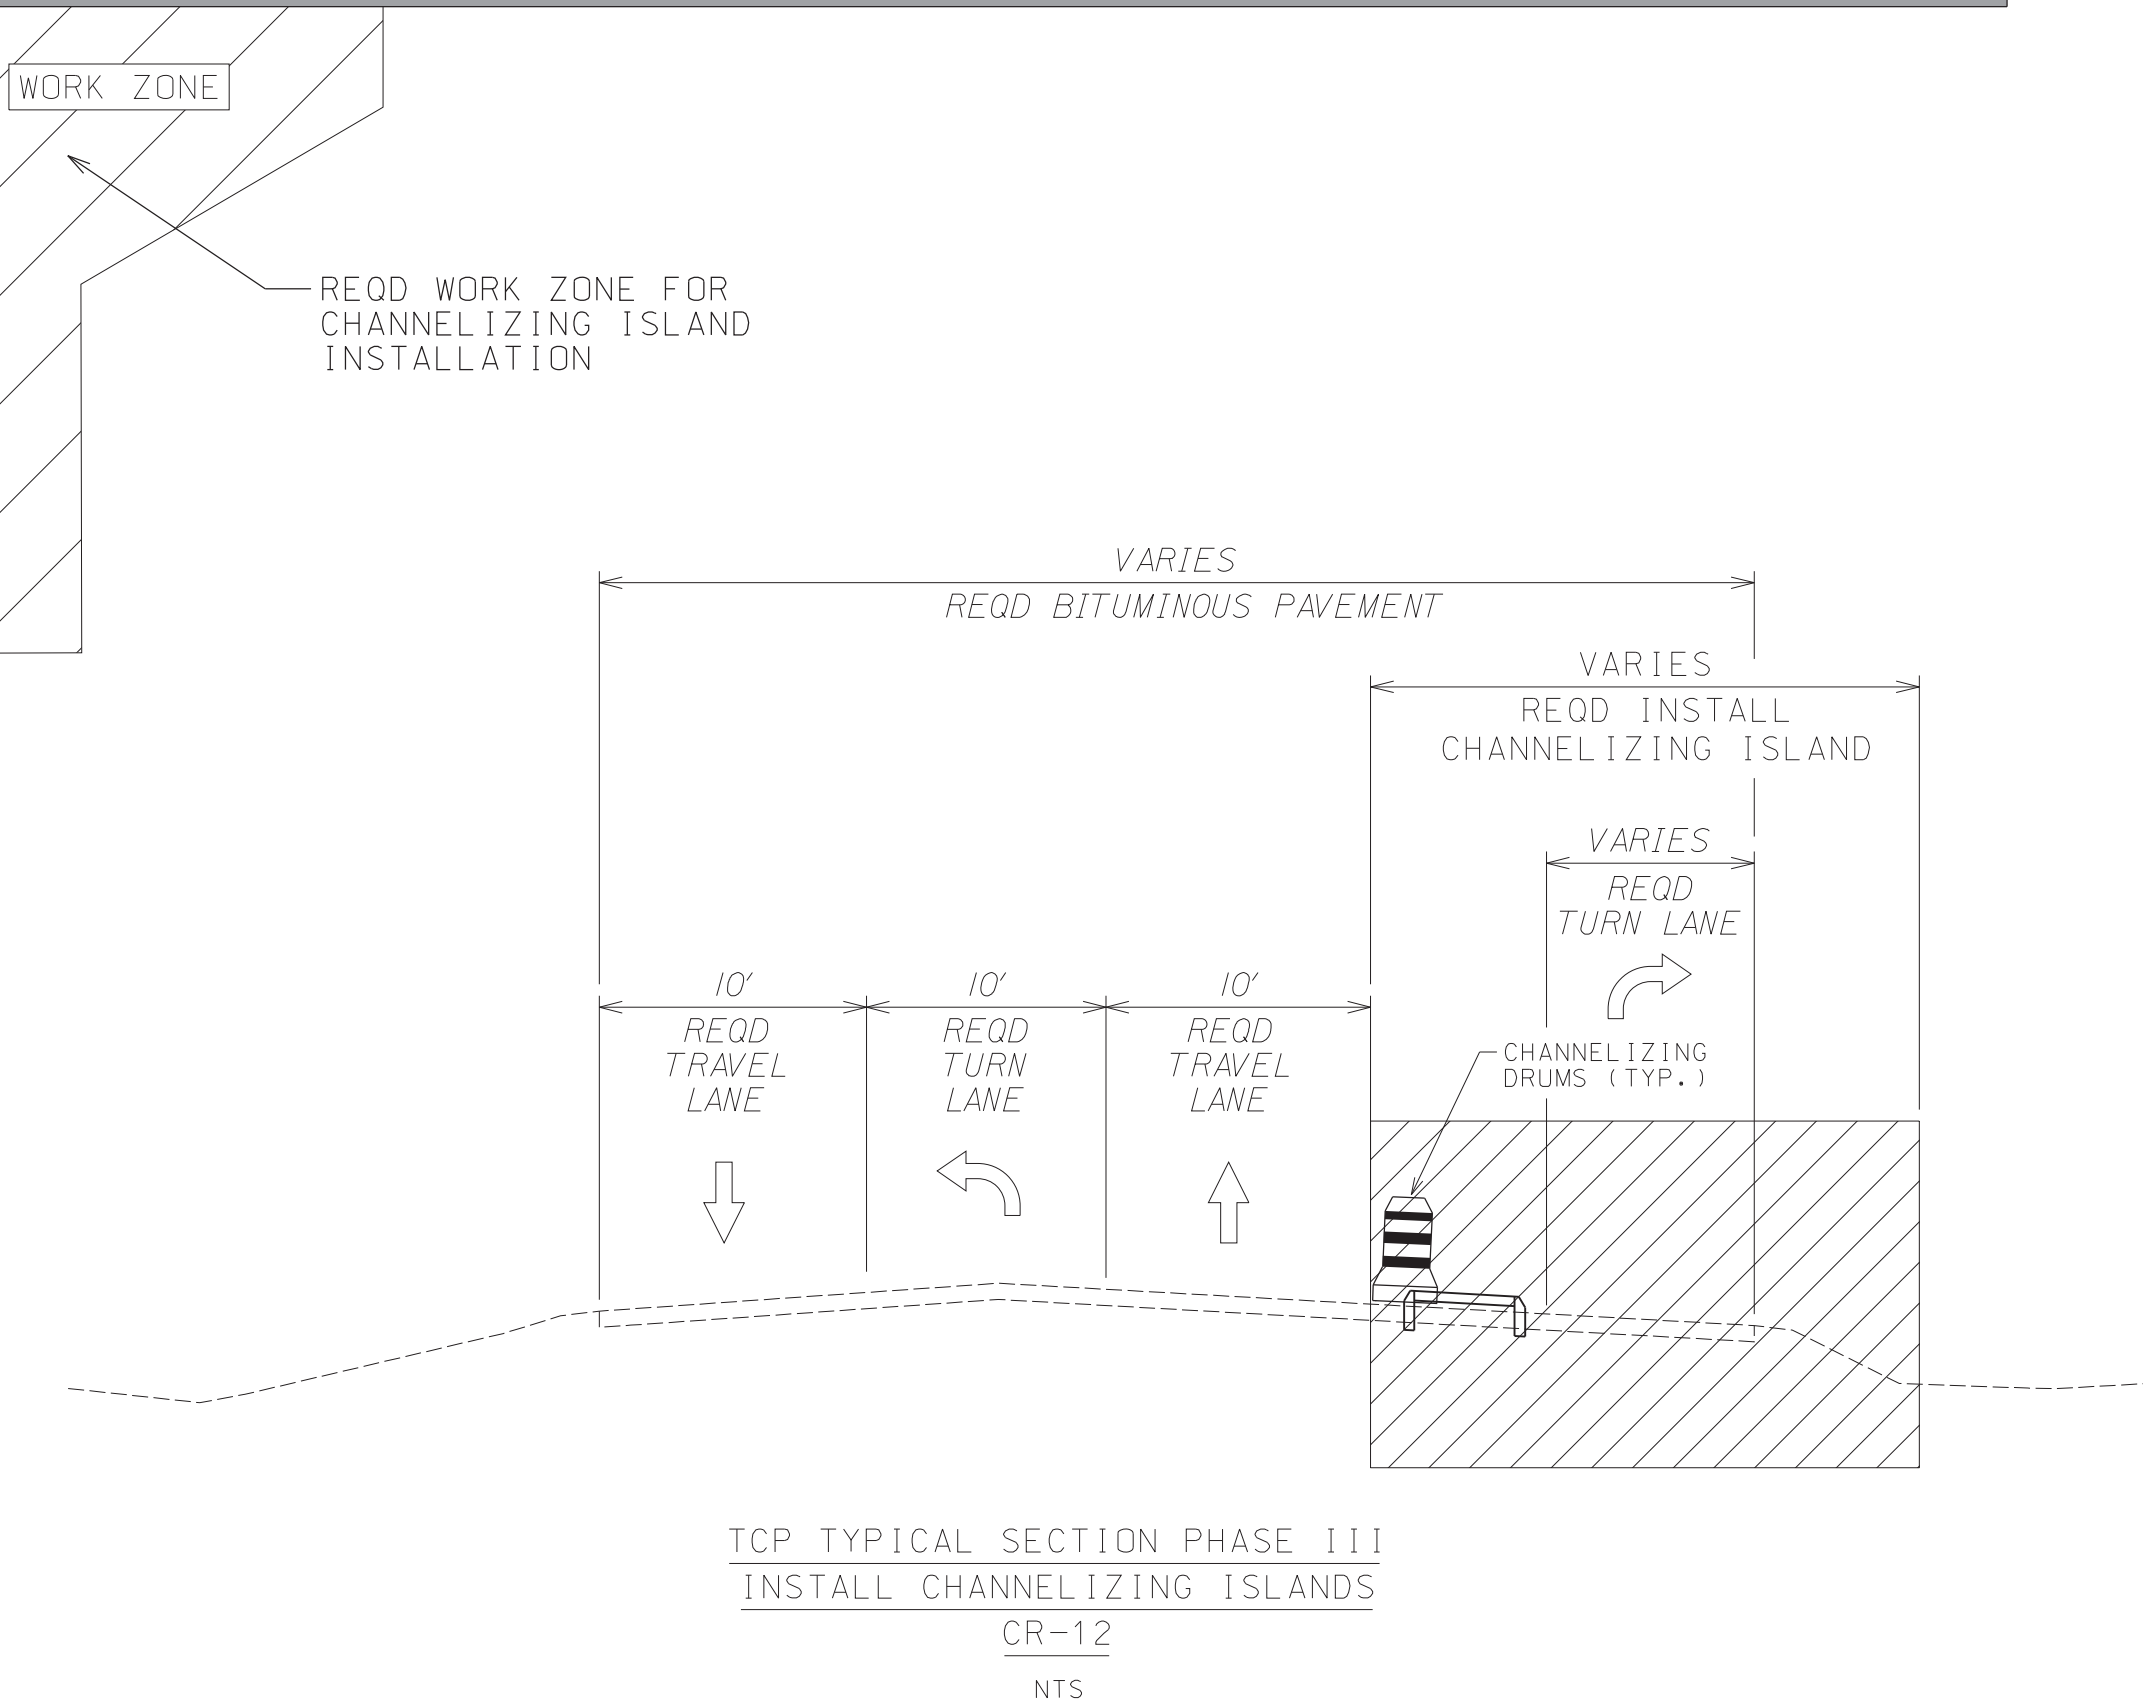 WORK ZONE
REQD WORK ZONE FOR
CHANNELIZING ISLAND
INSTALLATION
VARIES
REQD BITUMINOUS PAVEMENT
VARIES
REQD INSTALL
CHANNELIZING ISLAND
VARIES
REQD
TURN LANE
10'
REQD
TRAVEL
LANE
10'
REQD
TURN
LANE
10'
REQD
TRAVEL
LANE
CHANNELIZING
DRUMS (TYP.)
TCP TYPICAL SECTION PHASE III
INSTALL CHANNELIZING ISLANDS
CR-12
NTS